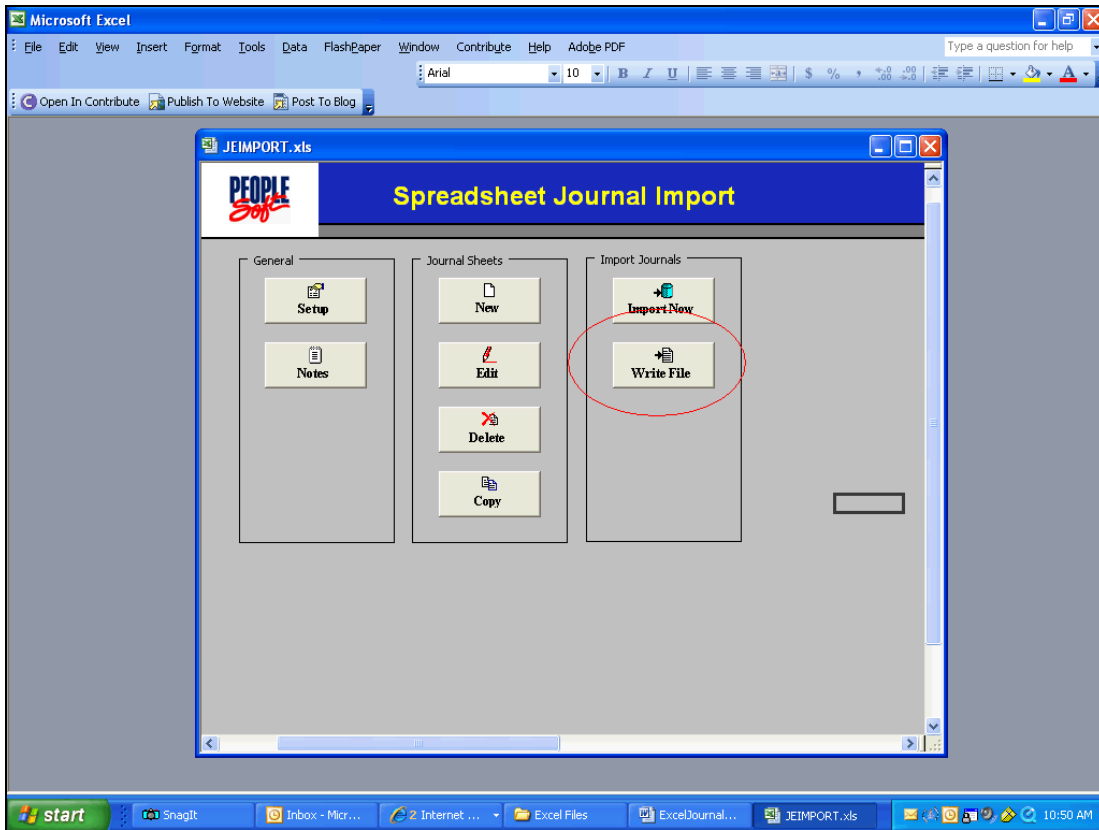 Microsoft Excel
File Edit View Insert Format Tools Data FlashPaper Window Contribute Help Adobe PDF Type a question for help
Arial 10 B I U $ % , .00 .00
Open In Contribute Publish To Website Post To Blog
JEIMPORT.xls
PEOPLE
Soft
Spreadsheet Journal Import
General Journal Sheets Import Journals
Setup New Import Now
Notes Edit Write File
Delete
Copy
start SnagIt Inbox - Micr... 2 Internet ... Excel Files ExcelJournal... JEIMPORT.xls 10:50 AM